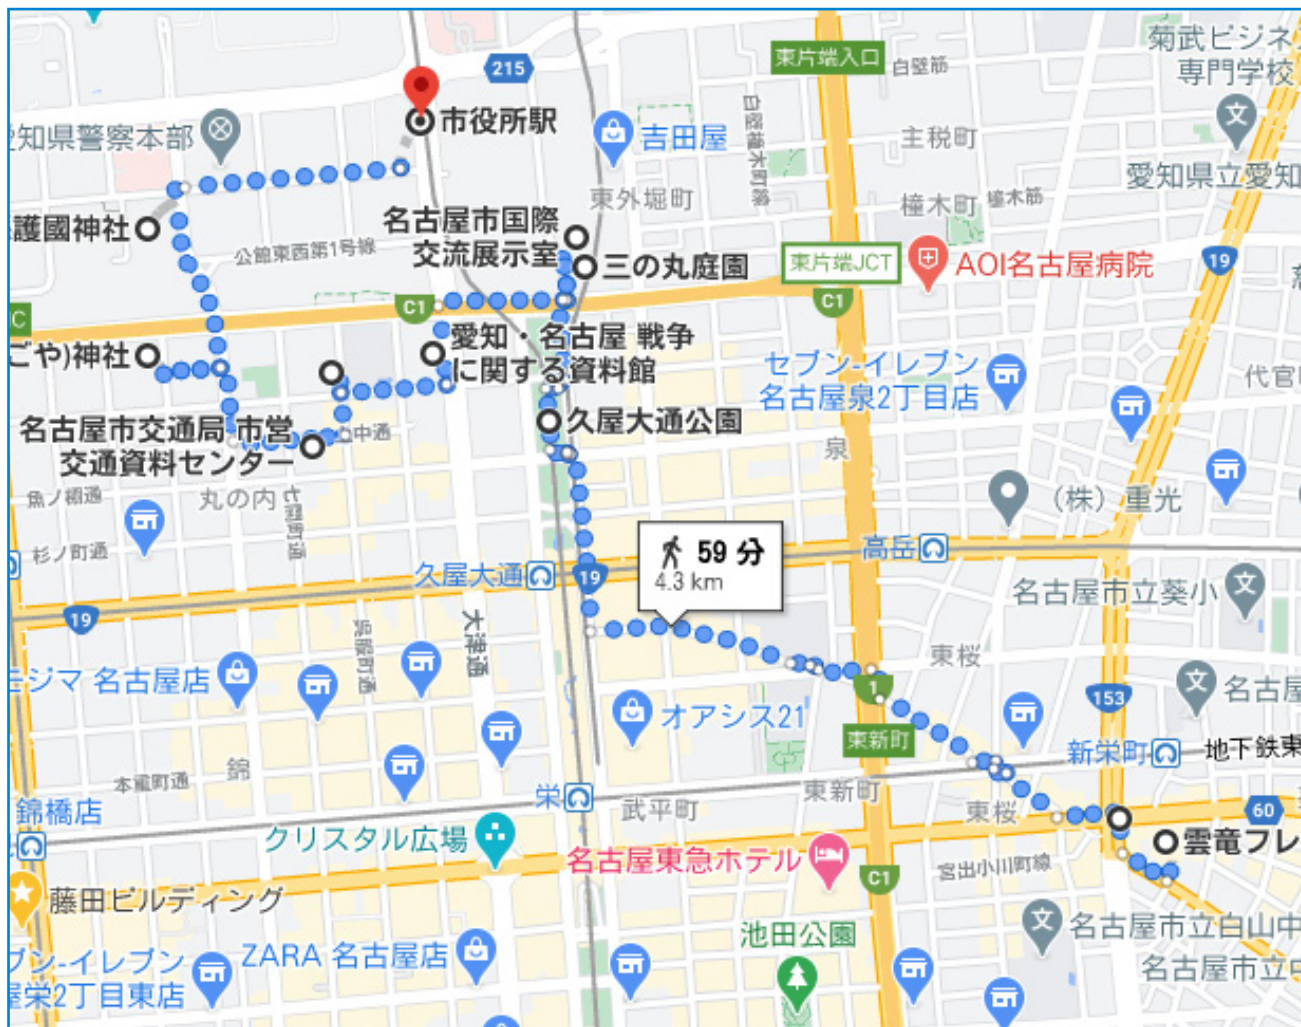 菊武ビジネ
専門学校
215
東片端入口
白壁筋
市役所駅
愛知県警察本部
吉田屋
白壁橦木町線
主税町
愛知県立愛知
東外堀町
橦木町
橦木筋
護國神社
名古屋市国際
交流展示室
公館東西第1号線
三の丸庭園
東片端JCT
AOI名古屋病院
19
C1
C1
ごや)神社
愛知・名古屋 戦争
に関する資料館
セブン-イレブン
名古屋泉2丁目店
代官
久屋大通公園
名古屋市交通局 市営
交通資料センター
中通
泉
魚ノ棚通
丸の内
七間町通
(株) 重光
杉ノ町通
59 分
4.3 km
高岳
久屋大通
19
名古屋市立葵小
19
呉服町通
大津通
東桜
モジマ 名古屋店
1
153
名古屋
オアシス21
東新町
新栄町
地下鉄東
本重町通
錦
栄
武平町
東新町
東桜
60
錦橋店
クリスタル広場
名古屋東急ホテル
雲竜フレ
宮出小川町線
C1
藤田ビルディング
名古屋市立白山中
池田公園
ZARA 名古屋店
ブン-イレブン
屋栄2丁目東店
名古屋市立中